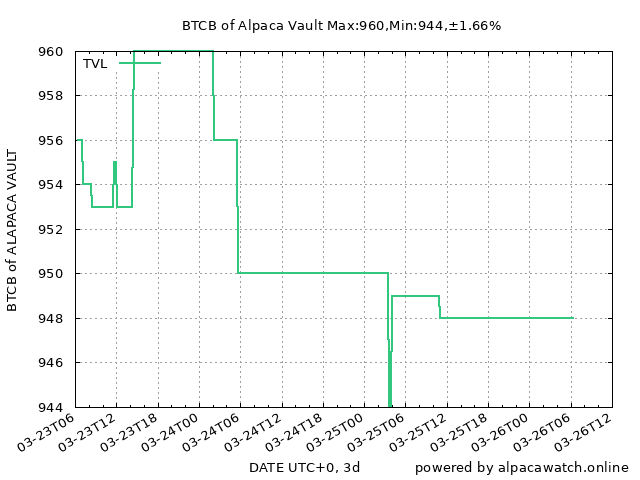 BTCB of Alpaca Vault Max:960,Min:944,±1.66%
TVL
960
958
956
954
952
950
948
946
944
BTCB of ALAPACA VAULT
03-23T06
03-23T12
03-23T18
03-24T00
03-24T06
03-24T12
03-24T18
03-25T00
03-25T06
03-25T12
03-25T18
03-26T00
03-26T06
03-26T12
DATE UTC+0, 3d
powered by alpacawatch.online